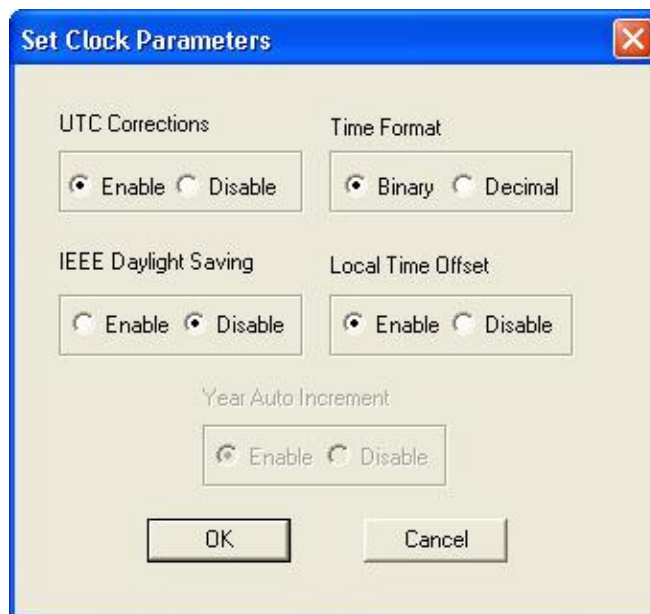 Set Clock Parameters
UTC Corrections
Time Format
Enable Disable
Binary Decimal
IEEE Daylight Saving
Local Time Offset
Enable Disable
Enable Disable
Year Auto Increment
Enable Disable
OK
Cancel